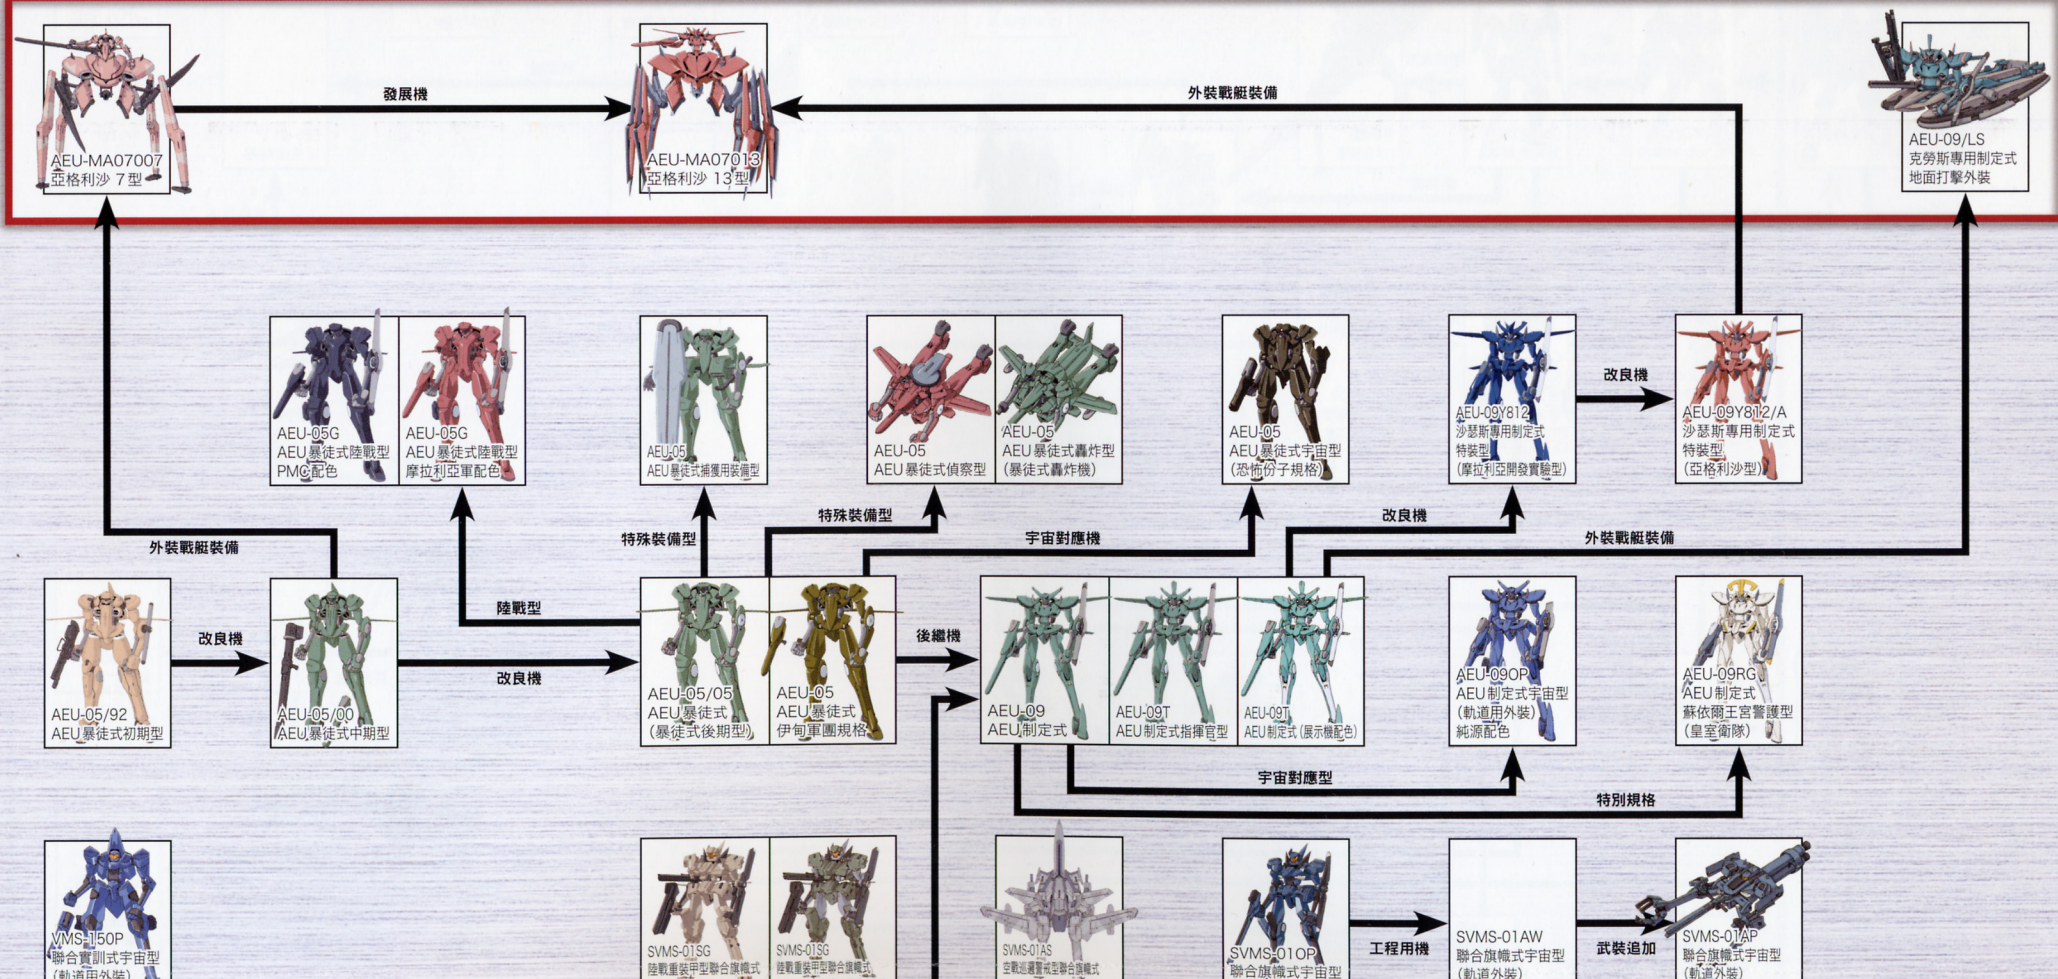 發展機
外裝戰艇裝備
AEU-MA07007
亞格利沙 7型
AEU-MA07013
亞格利沙 13型
AEU-09/LS
克勞斯專用制定式
地面打擊外裝
AEU-05G
AEU暴徒式陸戰型
PMC配色
AEU-05G
AEU暴徒式陸戰型
摩拉利亞軍配色
AEU-05
AEU暴徒式捕獲用裝備型
AEU-05
AEU暴徒式偵察型
AEU-05
AEU暴徒式轟炸型
(暴徒式轟炸機)
AEU-05
AEU暴徒式宇宙型
(恐怖份子規格)
AEU-09Y812
沙瑟斯專用制定式
特裝型
(摩拉利亞開發實驗型)
改良機
AEU-09Y812/A
沙瑟斯專用制定式
特裝型
(亞格利沙型)
外裝戰艇裝備
陸戰型
特殊裝備型
特殊裝備型
宇宙對應機
改良機
外裝戰艇裝備
AEU-05/92
AEU暴徒式初期型
改良機
AEU-05/00
AEU暴徒式中期型
改良機
AEU-05/05
AEU暴徒式
(暴徒式後期型)
AEU-05
AEU暴徒式
伊甸軍團規格
後繼機
AEU-09
AEU制定式
AEU-09T
AEU制定式指揮官型
AEU-09T
AEU制定式(展示機配色)
AEU-09OP
AEU制定式宇宙型
(軌道用外裝)
純源配色
AEU-09RG
AEU制定式
蘇依爾王宮警護型
(皇室衛隊)
宇宙對應型
特別規格
VMS-150P
聯合實訓式宇宙型
(軌道用外裝)
SVMS-01SG
陸戰重裝甲型聯合旗幟式
SVMS-01SG
陸戰重裝甲型聯合旗幟式
SVMS-01AS
空戰巡邏警戒型聯合旗幟式
SVMS-01OP
聯合旗幟式宇宙型
工程用機
SVMS-01AW
聯合旗幟式宇宙型
(軌道外裝)
武裝追加
SVMS-01AP
聯合旗幟式宇宙型
(軌道外裝)